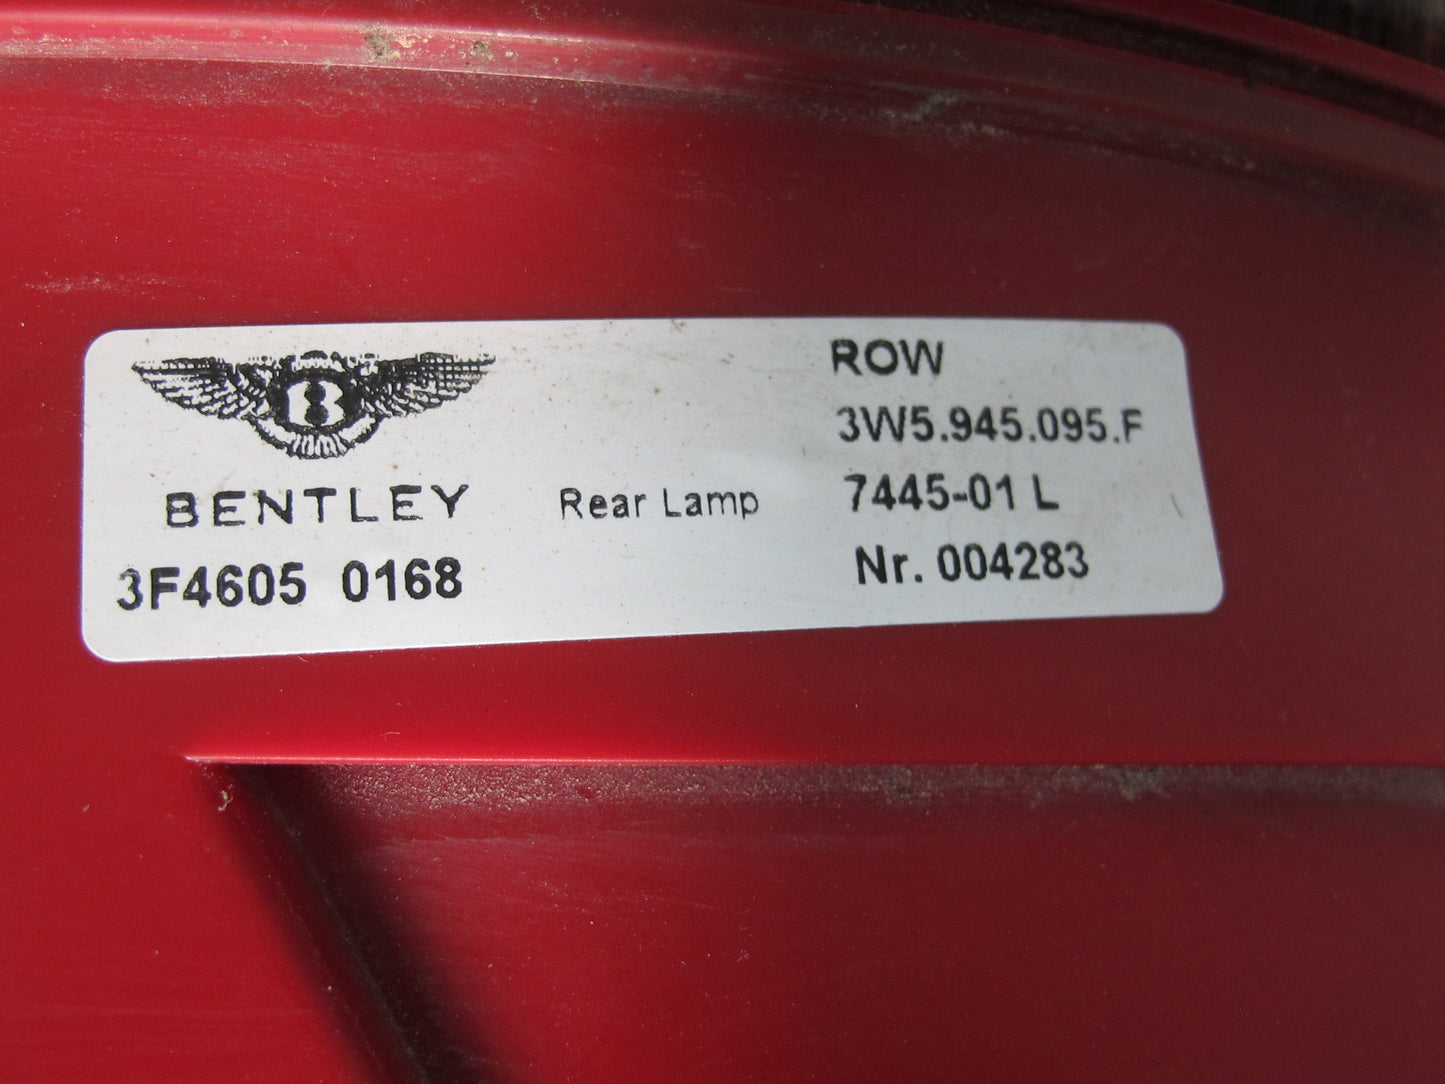 B
BENTLEY
3F4605 0168
Rear Lamp
ROW
3W5.945.095.F
7445-01 L
Nr. 004283